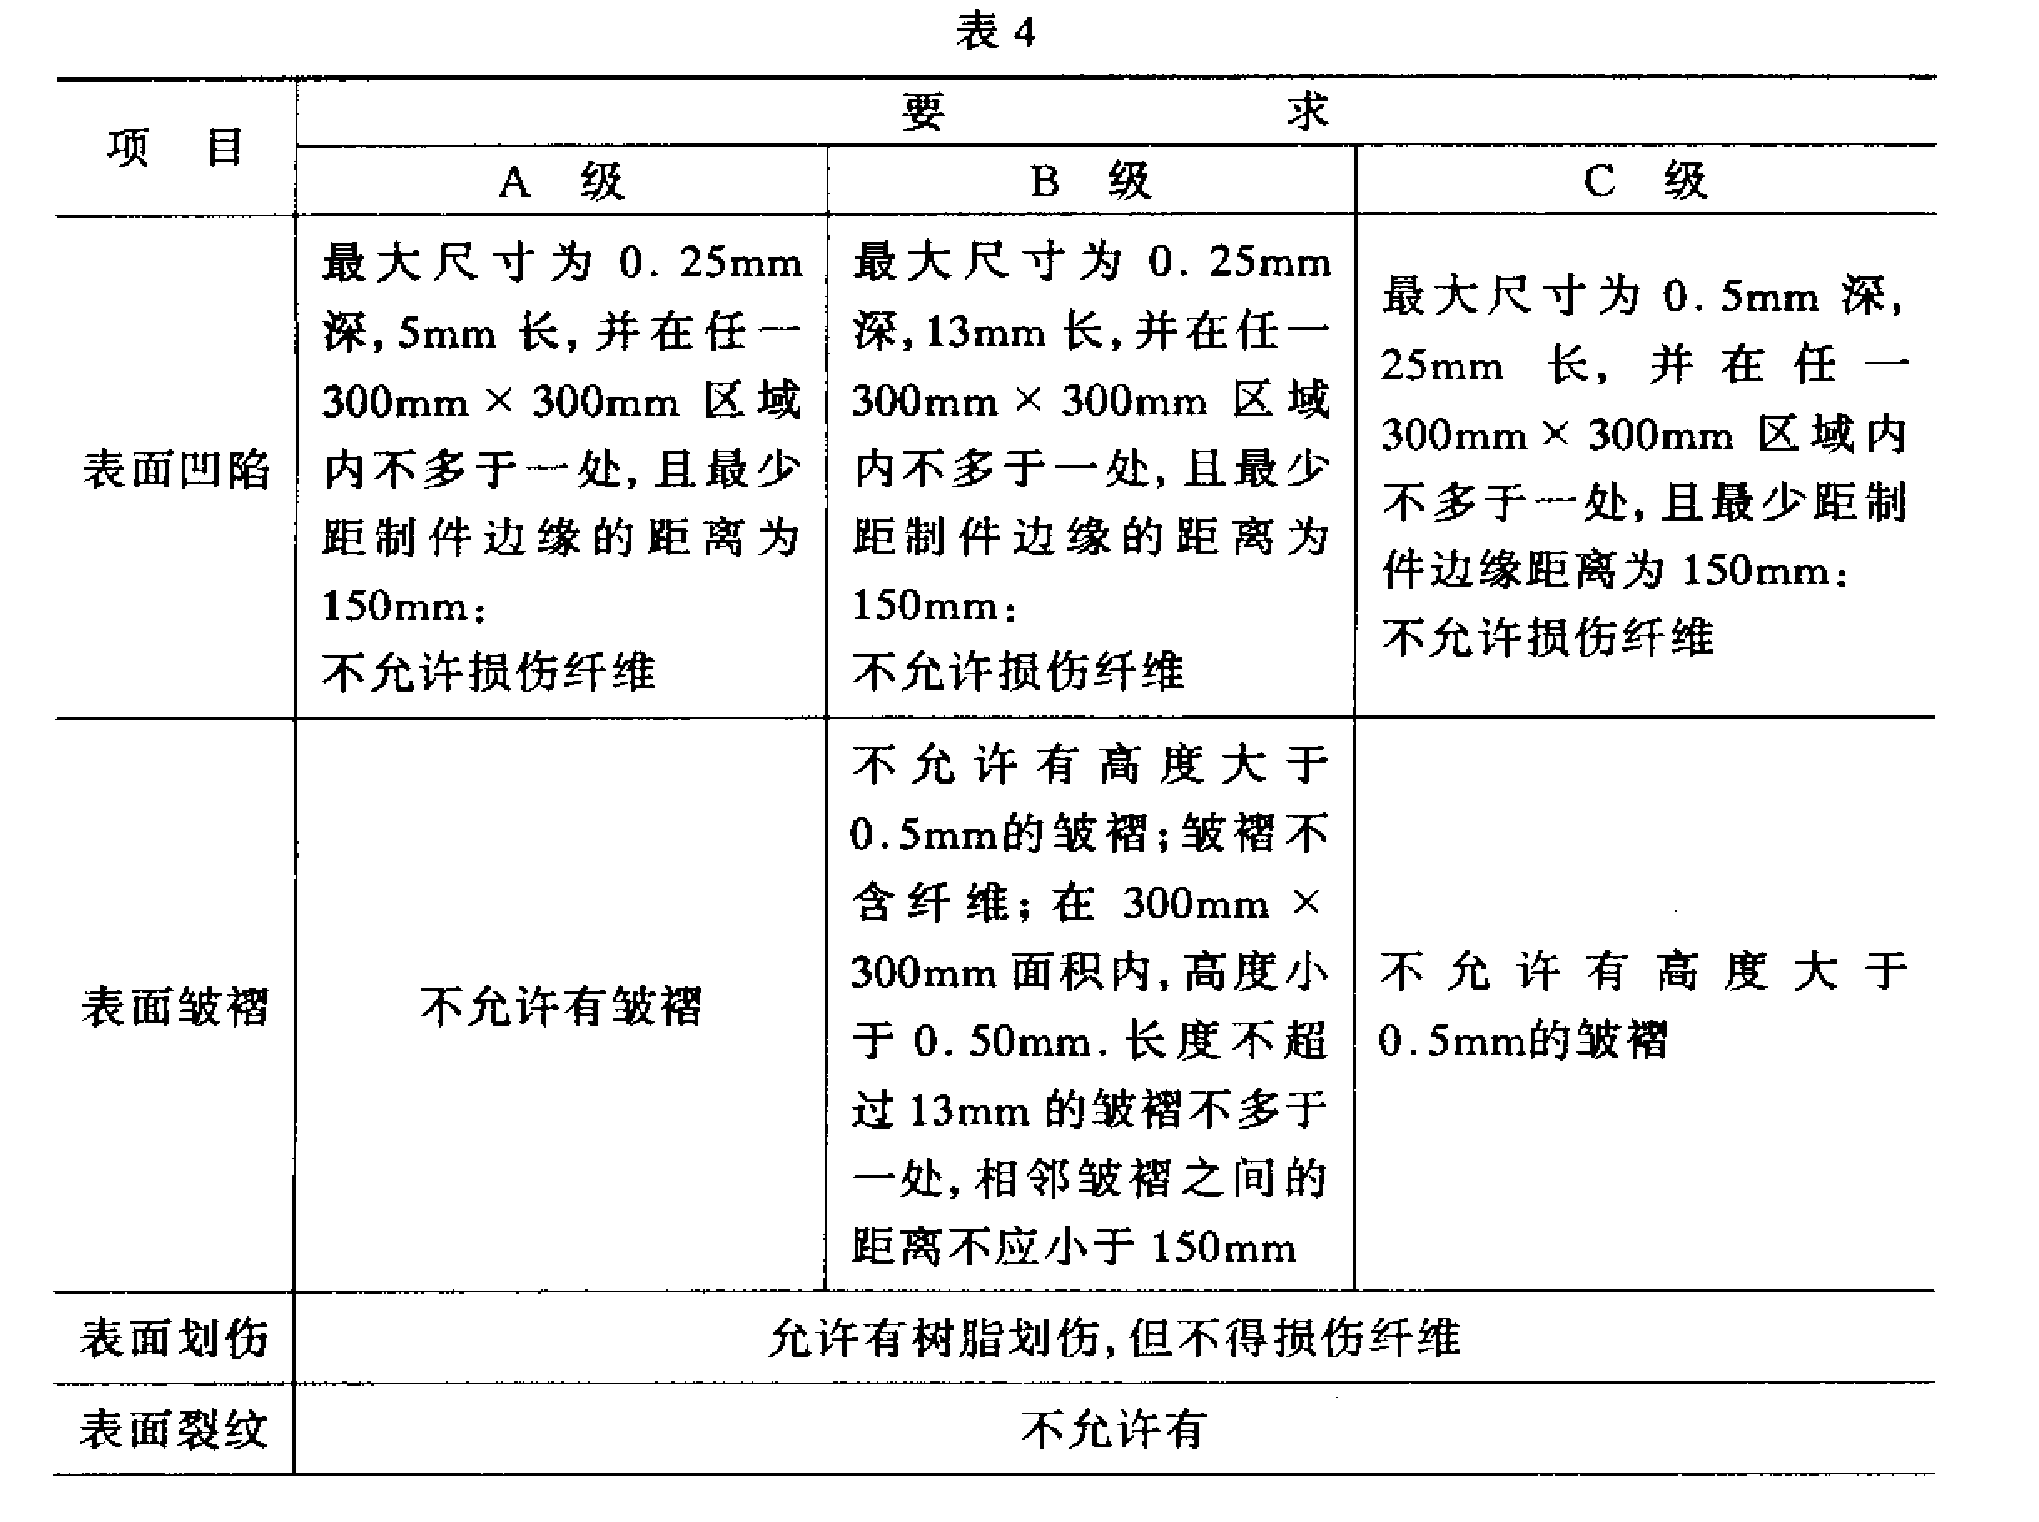 表 4
项 目
要 求
A 级
B 级
C 级
表面凹陷
最大尺寸为 0. 25mm
深, 5mm 长, 并在任一
300mm × 300mm 区域
内不多于一处, 且最少
距制件边缘的距离为
150mm:
不允许损伤纤维
最大尺寸为 0. 25mm
深, 13mm 长, 并在任一
300mm × 300mm 区域
内不多于一处, 且最少
距制件边缘的距离为
150mm:
不允许损伤纤维
最大尺寸为 0. 5mm 深,
25mm 长, 并在任一
300mm × 300mm 区域内
不多于一处, 且最少距制
件边缘距离为 150mm:
不允许损伤纤维
表面皱褶
不允许有皱褶
不允许有高度大于
0.5mm的皱褶; 皱褶不
含纤维; 在 300mm ×
300mm 面积内, 高度小
于 0. 50mm. 长度不超
过 13mm 的皱褶不多于
一处, 相邻皱褶之间的
距离不应小于 150mm
不允许有高度大于
0.5mm的皱褶
表面划伤
允许有树脂划伤, 但不得损伤纤维
表面裂纹
不允许有